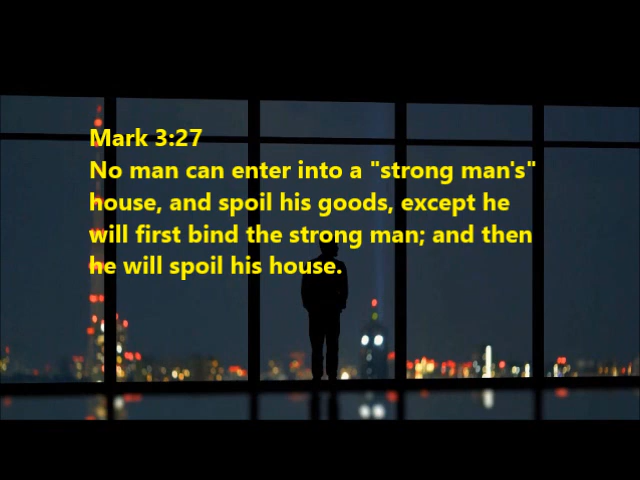 Mark 3:27
No man can enter into a "strong man's"
house, and spoil his goods, except he
will first bind the strong man; and then
he will spoil his house.